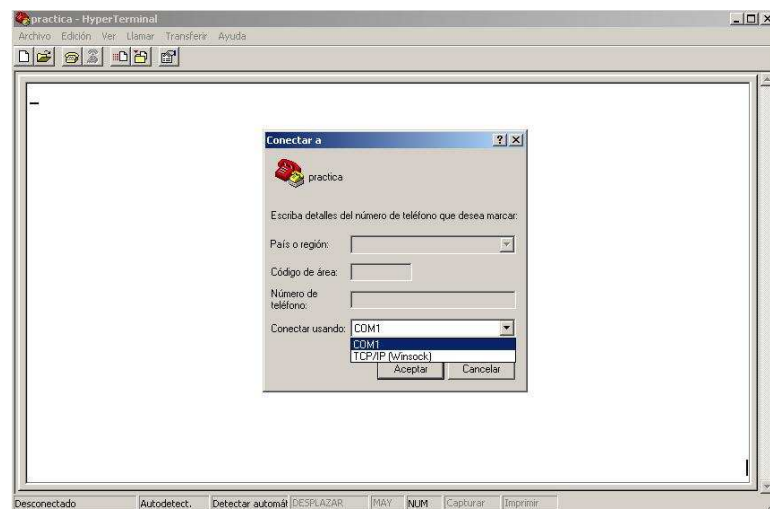 practica - HyperTerminal
Archivo Edición Ver Llamar Transferir Ayuda
Conectar a
practica
Escriba detalles del número de teléfono que desea marcar:
País o región:
Código de área:
Número de
teléfono:
Conectar usando: COM1
COM1
TCP/IP (Winsock)
Aceptar Cancelar
Desconectado Autodetect. Detectar automát DESPLAZAR MAY NUM Capturar Imprimir